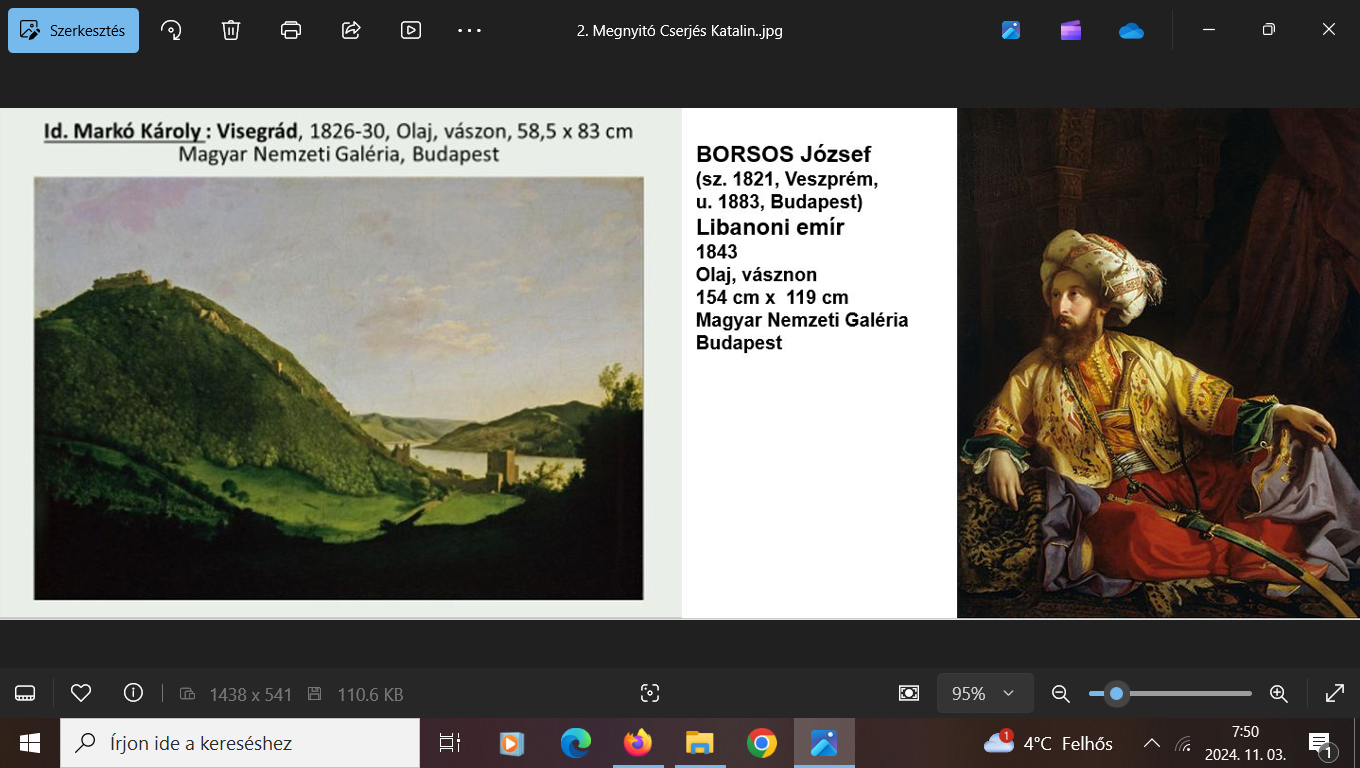 Szerkesztés
2. Megnyitó Cserjés Katalin..jpg
Id. Markó Károly : Visegrád, 1826-30, Olaj, vászon, 58,5 x 83 cm
Magyar Nemzeti Galéria, Budapest
BORSOS József
(sz. 1821, Veszprém,
u. 1883, Budapest)
Libanoni emír
1843
Olaj, vásznon
154 cm x 119 cm
Magyar Nemzeti Galéria
Budapest
1438 x 541
110.6 KB
95%
Írjon ide a kereséshez
1
4°C Felhős
7:50
2024. 11. 03.
1